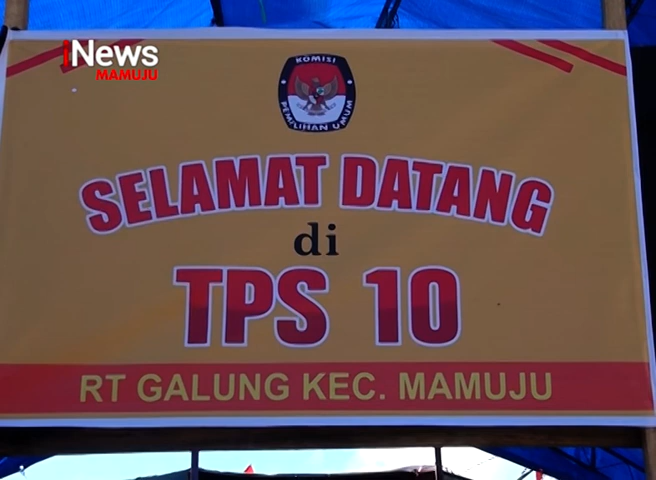 iNews
MAMUJU
KOMISI
PEMILIHAN UMUM
SELAMAT DATANG
di
TPS 10
RT GALUNG KEC. MAMUJU